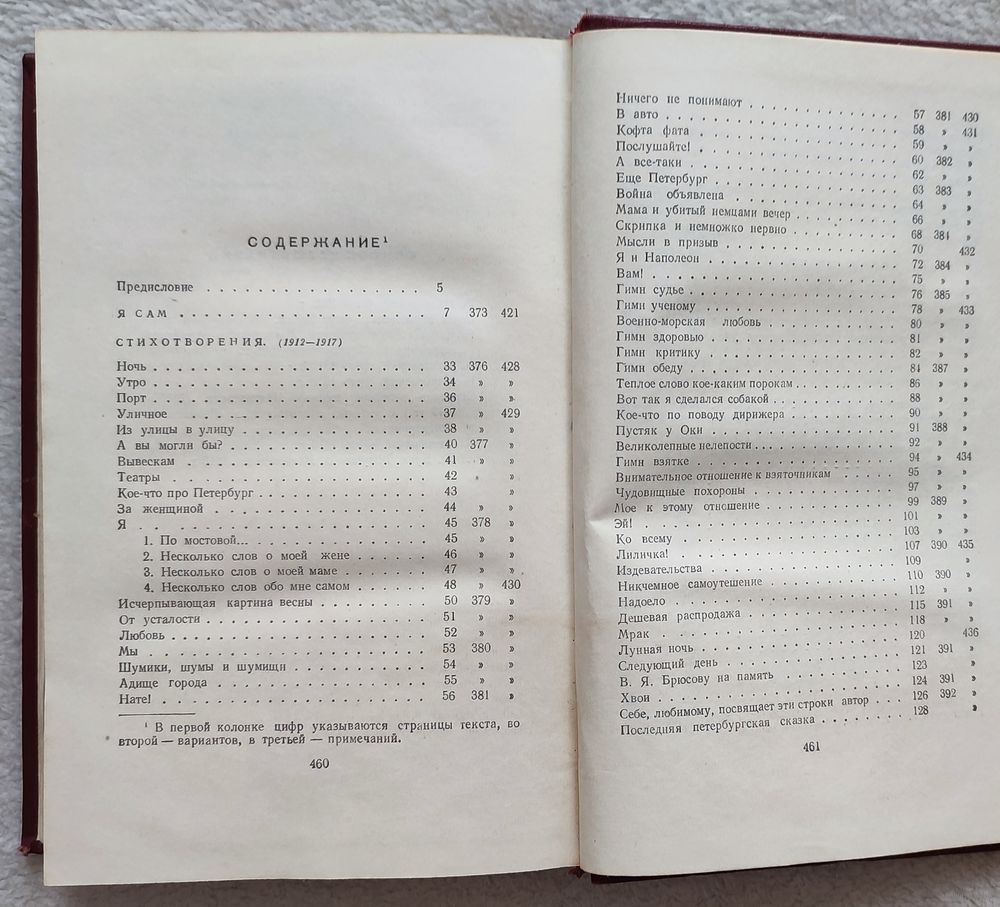 СОДЕРЖАНИЕ¹
Предисловие . . . . . . . . . . . . . . . . 5
Я САМ . . . . . . . . . . . . . . . . 7 373 421
СТИХОТВОРЕНИЯ. (1912—1917)
Ночь . . . . . . . . . . . . . . . . 33 376 428
Утро . . . . . . . . . . . . . . . . 34 » »
Порт . . . . . . . . . . . . . . . . 36 » »
Уличное . . . . . . . . . . . . . . . . 37 » 429
Из улицы в улицу . . . . . . . . . . . . 38 » »
А вы могли бы? . . . . . . . . . . . . 40 377 »
Вывескам . . . . . . . . . . . . . . . . 41 » »
Театры . . . . . . . . . . . . . . . . 42 » »
Кое-что про Петербург . . . . . . . . . . 43 » »
За женщиной . . . . . . . . . . . . . . 44 » »
Я . . . . . . . . . . . . . . . . 45 378 »
1. По мостовой... . . . . . . . . . . . . 45 » »
2. Несколько слов о моей жене . . . . . . 46 » »
3. Несколько слов о моей маме . . . . . . 47 » »
4. Несколько слов обо мне самом . . . . . . 48 » 430
Исчерпывающая картина весны . . . . . . . . 50 379 »
От усталости . . . . . . . . . . . . . . 51 » »
Любовь . . . . . . . . . . . . . . . . 52 » »
Мы . . . . . . . . . . . . . . . . 53 380 »
Шумики, шумы и шумищи . . . . . . . . . . 54 » »
Адище города . . . . . . . . . . . . . . 55 » »
Нате! . . . . . . . . . . . . . . . . 56 381 »
¹ В первой колонке цифр указываются страницы текста, во
второй — вариантов, в третьей — примечаний.
460
Ничего не понимают . . . . . . . . . . . . 57 381 430
В авто . . . . . . . . . . . . . . . . 58 » 431
Кофта фата . . . . . . . . . . . . . . 59 » »
Послушайте! . . . . . . . . . . . . . . 60 382 »
А все-таки . . . . . . . . . . . . . . 62 » »
Еще Петербург . . . . . . . . . . . . . . 63 383 »
Война объявлена . . . . . . . . . . . . 64 » »
Мама и убитый немцами вечер . . . . . . . . 66 » »
Скрипка и немножко нервно . . . . . . . . 68 384 »
Мысли в призыв . . . . . . . . . . . . 70 432
Я и Наполеон . . . . . . . . . . . . . . 72 384 »
Вам! . . . . . . . . . . . . . . . . 75 » »
Гимн судье . . . . . . . . . . . . . . 76 385 »
Гимн ученому . . . . . . . . . . . . . . 78 » 433
Военно-морская любовь . . . . . . . . . . 80 » »
Гимн здоровью . . . . . . . . . . . . . . 81 » »
Гимн критику . . . . . . . . . . . . . . 82 » »
Гимн обеду . . . . . . . . . . . . . . 84 387 »
Теплое слово кое-каким порокам . . . . . . 86 » »
Вот так я сделался собакой . . . . . . . . 88 » »
Кое-что по поводу дирижера . . . . . . . . 90 » »
Пустяк у Оки . . . . . . . . . . . . . . 91 388 »
Великолепные нелепости . . . . . . . . . . 92 » »
Гимн взятке . . . . . . . . . . . . . . 94 » 434
Внимательное отношение к взяточникам . . . . 95 » »
Чудовищные похороны . . . . . . . . . . 97 » »
Мое к этому отношение . . . . . . . . . . 99 389 »
Эй! . . . . . . . . . . . . . . . . 101 » »
Ко всему . . . . . . . . . . . . . . 103 » »
Лиличка! . . . . . . . . . . . . . . 107 390 435
Издевательства . . . . . . . . . . . . 109 »
Никчемное самоутешение . . . . . . . . . . 110 390 »
Надоело . . . . . . . . . . . . . . 112 » »
Дешевая распродажа . . . . . . . . . . 115 391 »
Мрак . . . . . . . . . . . . . . . . 118 » »
Лунная ночь . . . . . . . . . . . . . . 120 436
Следующий день . . . . . . . . . . . . 121 391 »
В. Я. Брюсову на память . . . . . . . . 123 »
Хвои . . . . . . . . . . . . . . . . 124 391 »
Себе, любимому, посвящает эти строки автор . . . 126 392 »
Последняя петербургская сказка . . . . . . 128 »
461